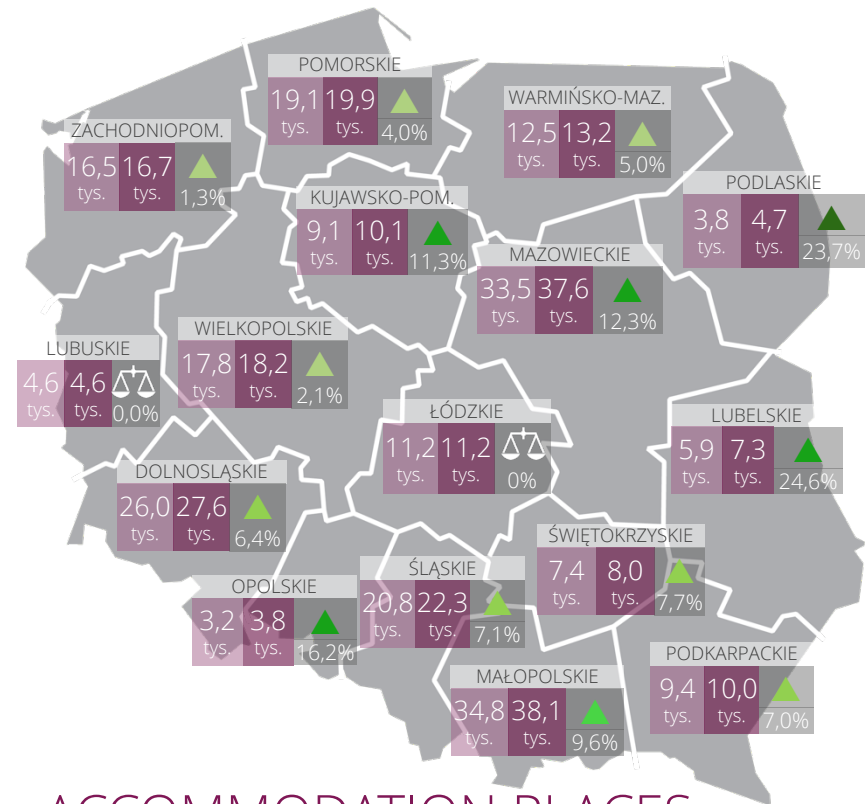 POMORSKIE
19,1 19,9
tys. tys. 4,0%
WARMIŃSKO-MAZ.
12,5 13,2
tys. tys. 5,0%
ZACHODNIOPOM.
16,5 16,7
tys. tys. 1,3%
PODLASKIE
3,8 4,7
tys. tys. 23,7%
KUJAWSKO-POM.
9,1 10,1
tys. tys. 11,3%
MAZOWIECKIE
33,5 37,6
tys. tys. 12,3%
WIELKOPOLSKIE
17,8 18,2
tys. tys. 2,1%
LUBUSKIE
4,6 4,6
tys. tys. 0,0%
ŁÓDZKIE
11,2 11,2
tys. tys. 0%
LUBELSKIE
5,9 7,3
tys. tys. 24,6%
DOLNOSLĄSKIE
26,0 27,6
tys. tys. 6,4%
ŚWIĘTOKRZYSKIE
7,4 8,0
tys. tys. 7,7%
ŚLĄSKIE
20,8 22,3
tys. tys. 7,1%
OPOLSKIE
3,2 3,8
tys. tys. 16,2%
PODKARPACKIE
9,4 10,0
tys. tys. 7,0%
MAŁOPOLSKIE
34,8 38,1
tys. tys. 9,6%
ACCOMMODATION PLACES